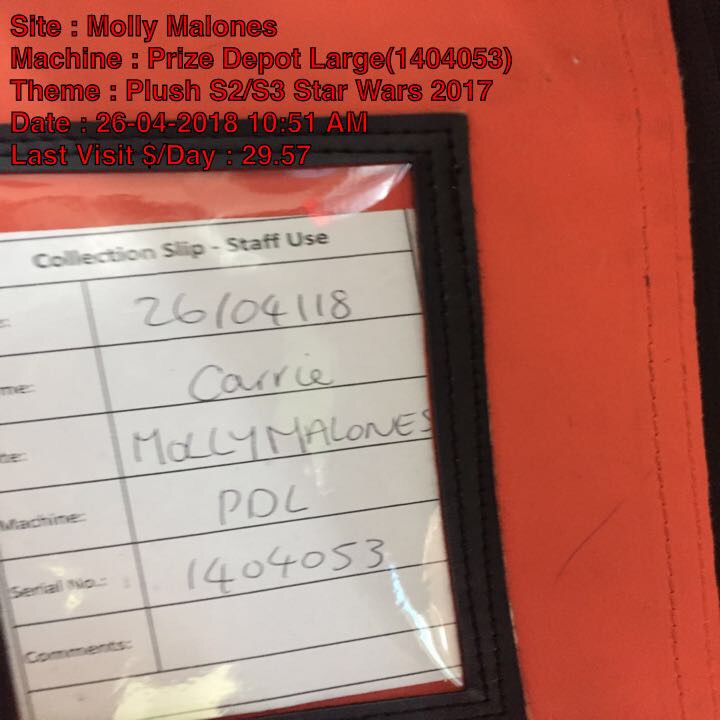 Site : Molly Malones
Machine : Prize Depot Large(1404053)
Theme : Plush S2/S3 Star Wars 2017
Date : 26-04-2018 10:51 AM
Last Visit $/Day : 29.57
Collection Slip - Staff Use
26/04/18
me: Carrie
te: MOLLY MALONES
Machine: PDL
Serial No.: 1404053
Comments: